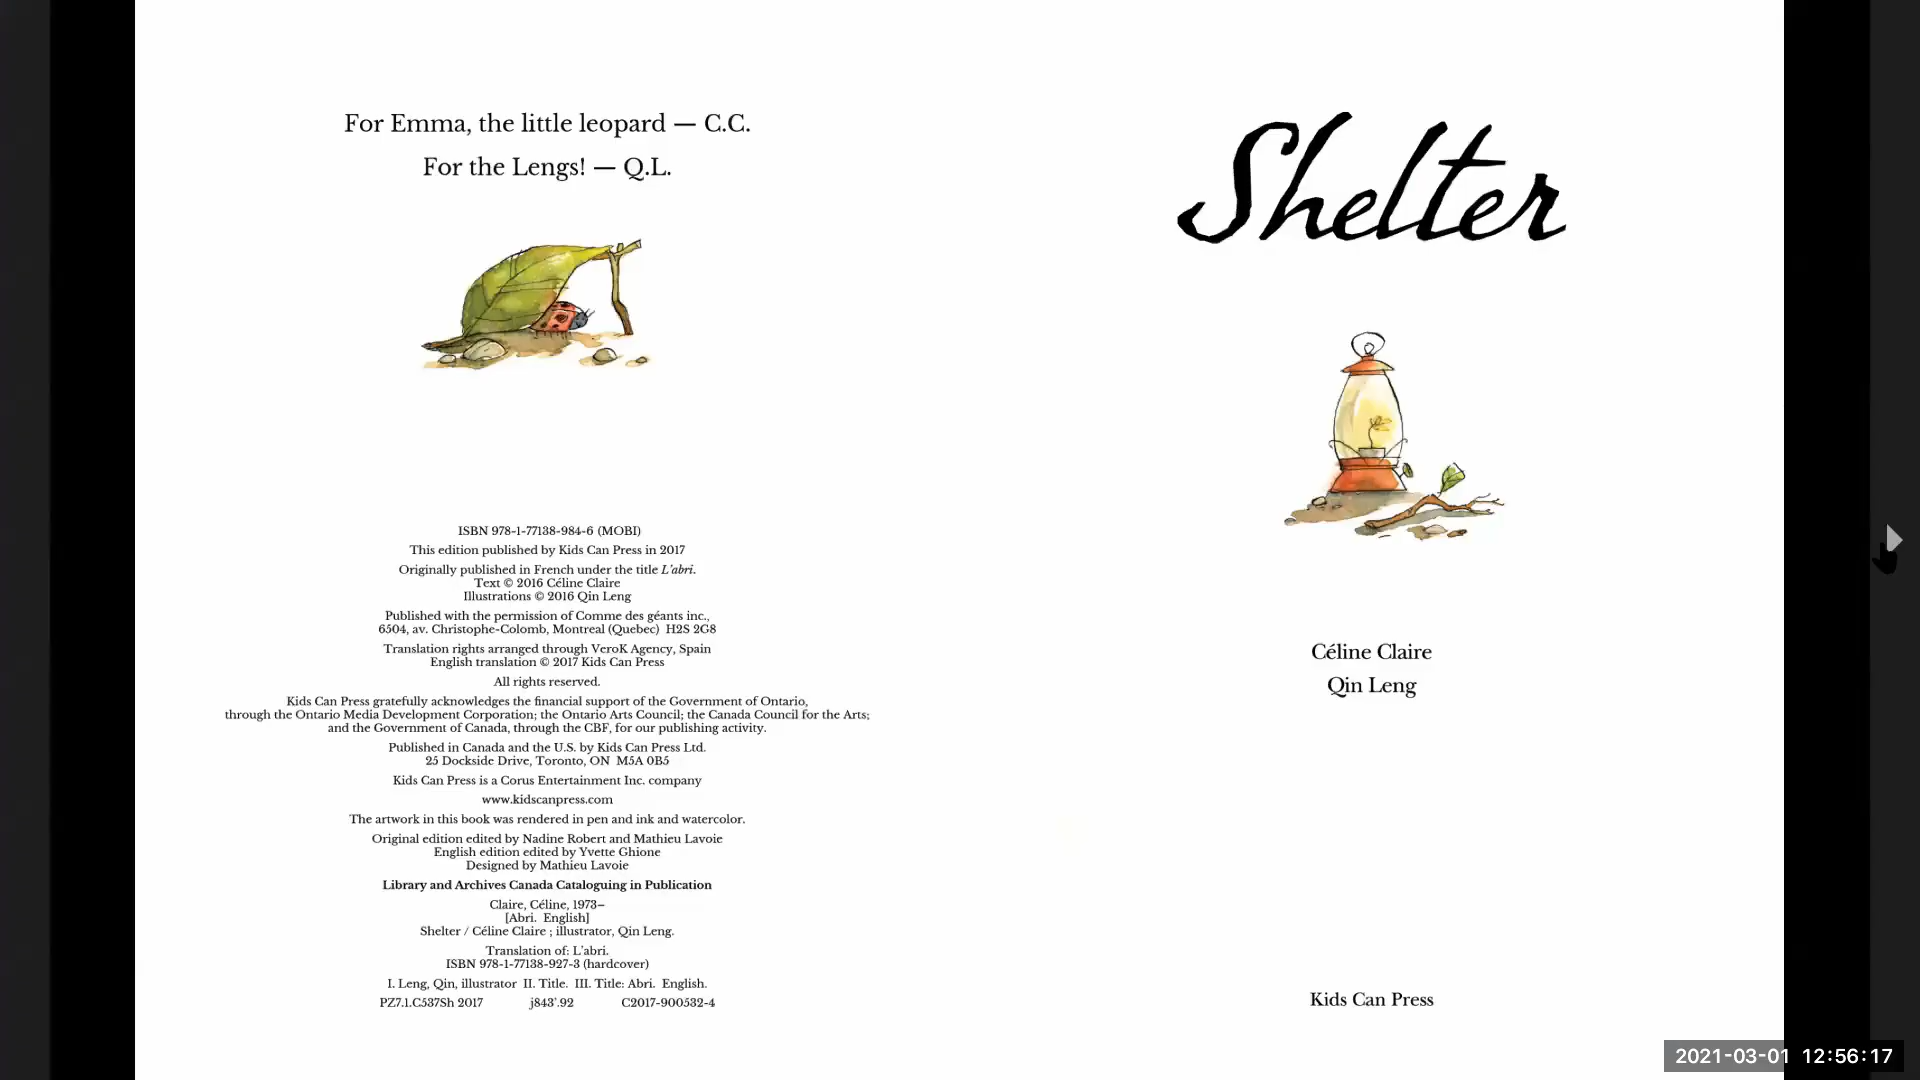 For Emma, the little leopard — C.C.
For the Lengs! — Q.L.
ISBN 978-1-77138-984-6 (MOBI)
This edition published by Kids Can Press in 2017
Originally published in French under the title L'abri.
Text © 2016 Céline Claire
Illustrations © 2016 Qin Leng
Published with the permission of Comme des géants inc.,
6504, av. Christophe-Colomb, Montreal (Quebec) H2S 2G8
Translation rights arranged through VeroK Agency, Spain
English translation © 2017 Kids Can Press
All rights reserved.
Kids Can Press gratefully acknowledges the financial support of the Government of Ontario,
through the Ontario Media Development Corporation; the Ontario Arts Council; the Canada Council for the Arts;
and the Government of Canada, through the CBF, for our publishing activity.
Published in Canada and the U.S. by Kids Can Press Ltd.
25 Dockside Drive, Toronto, ON M5A 0B5
Kids Can Press is a Corus Entertainment Inc. company
www.kidscanpress.com
The artwork in this book was rendered in pen and ink and watercolor.
Original edition edited by Nadine Robert and Mathieu Lavoie
English edition edited by Yvette Ghione
Designed by Mathieu Lavoie
Library and Archives Canada Cataloguing in Publication
Claire, Céline, 1973–
[Abri. English]
Shelter / Céline Claire ; illustrator, Qin Leng.
Translation of: L'abri.
ISBN 978-1-77138-927-3 (hardcover)
I. Leng, Qin, illustrator II. Title. III. Title: Abri. English.
PZ7.1.C537Sh 2017 j843'.92 C2017-900532-4
Shelter
Céline Claire
Qin Leng
Kids Can Press
2021-03-01 12:56:17